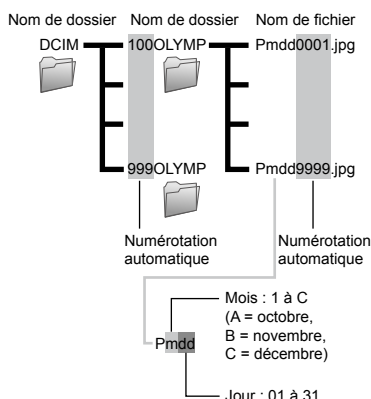 Nom de dossier Nom de dossier Nom de fichier
DCIM 100OLYMP Pmdd0001.jpg
999OLYMP Pmdd9999.jpg
Numérotation automatique
Numérotation automatique
Mois : 1 à C
(A = octobre,
B = novembre,
C = décembre)
Pmdd
Jour : 01 à 31